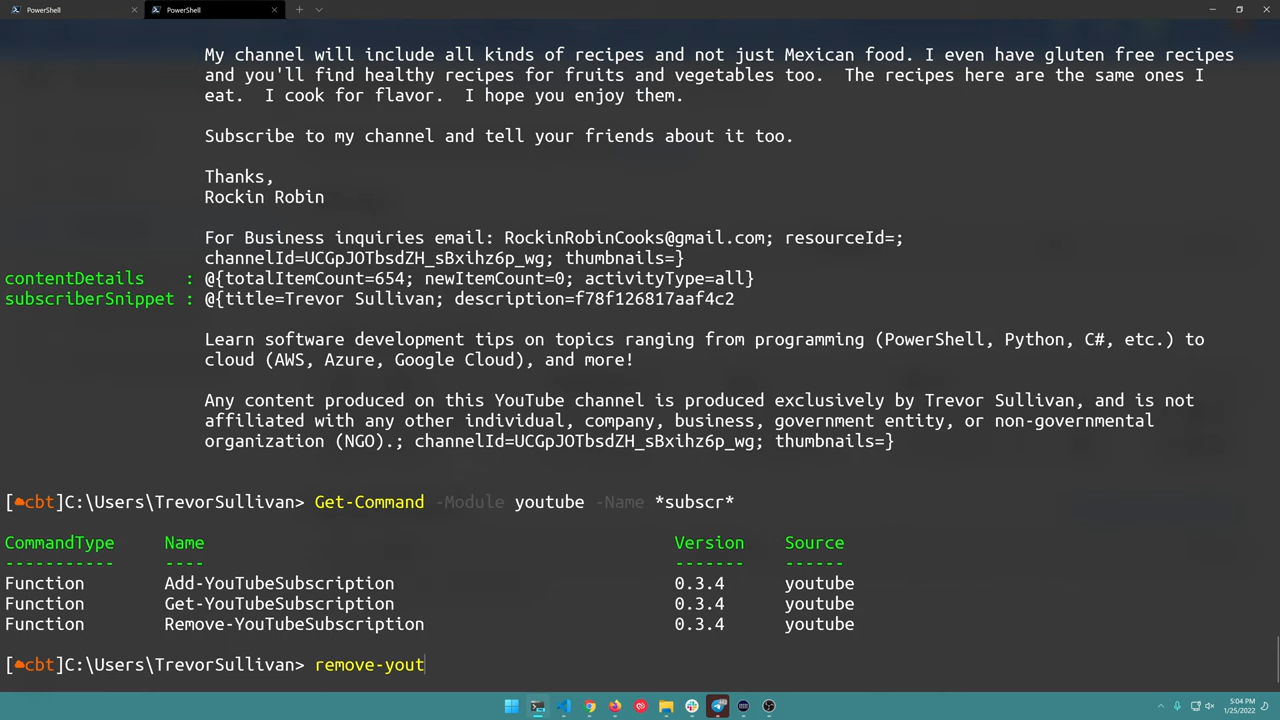 PowerShell
PowerShell
My channel will include all kinds of recipes and not just Mexican food. I even have gluten free recipes
and you'll find healthy recipes for fruits and vegetables too.  The recipes here are the same ones I
eat.  I cook for flavor.  I hope you enjoy them.
Subscribe to my channel and tell your friends about it too.
Thanks,
Rockin Robin
For Business inquiries email: RockinRobinCooks@gmail.com; resourceId=;
channelId=UCGpJOTbsdZH_sBxihz6p_wg; thumbnails=}
contentDetails    : @{totalItemCount=654; newItemCount=0; activityType=all}
subscriberSnippet : @{title=Trevor Sullivan; description=f78f126817aaf4c2
Learn software development tips on topics ranging from programming (PowerShell, Python, C#, etc.) to
cloud (AWS, Azure, Google Cloud), and more!
Any content produced on this YouTube channel is produced exclusively by Trevor Sullivan, and is not
affiliated with any other individual, company, business, government entity, or non-governmental
organization (NGO).; channelId=UCGpJOTbsdZH_sBxihz6p_wg; thumbnails=}
[cbt]C:\Users\TrevorSullivan> Get-Command -Module youtube -Name *subscr*
CommandType     Name                                               Version    Source
-----------     ----                                               -------    ------
Function        Add-YouTubeSubscription                            0.3.4      youtube
Function        Get-YouTubeSubscription                            0.3.4      youtube
Function        Remove-YouTubeSubscription                         0.3.4      youtube
[cbt]C:\Users\TrevorSullivan> remove-yout
5:04 PM
1/25/2022